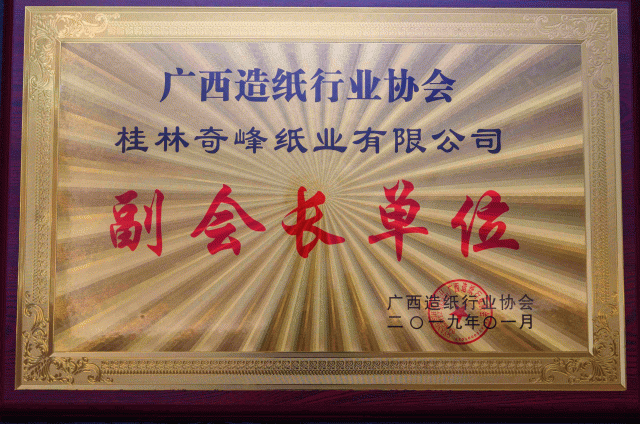 广西造纸行业协会
桂林奇峰纸业有限公司
副会长单位
广西造纸行业协会
二〇一九年〇一月